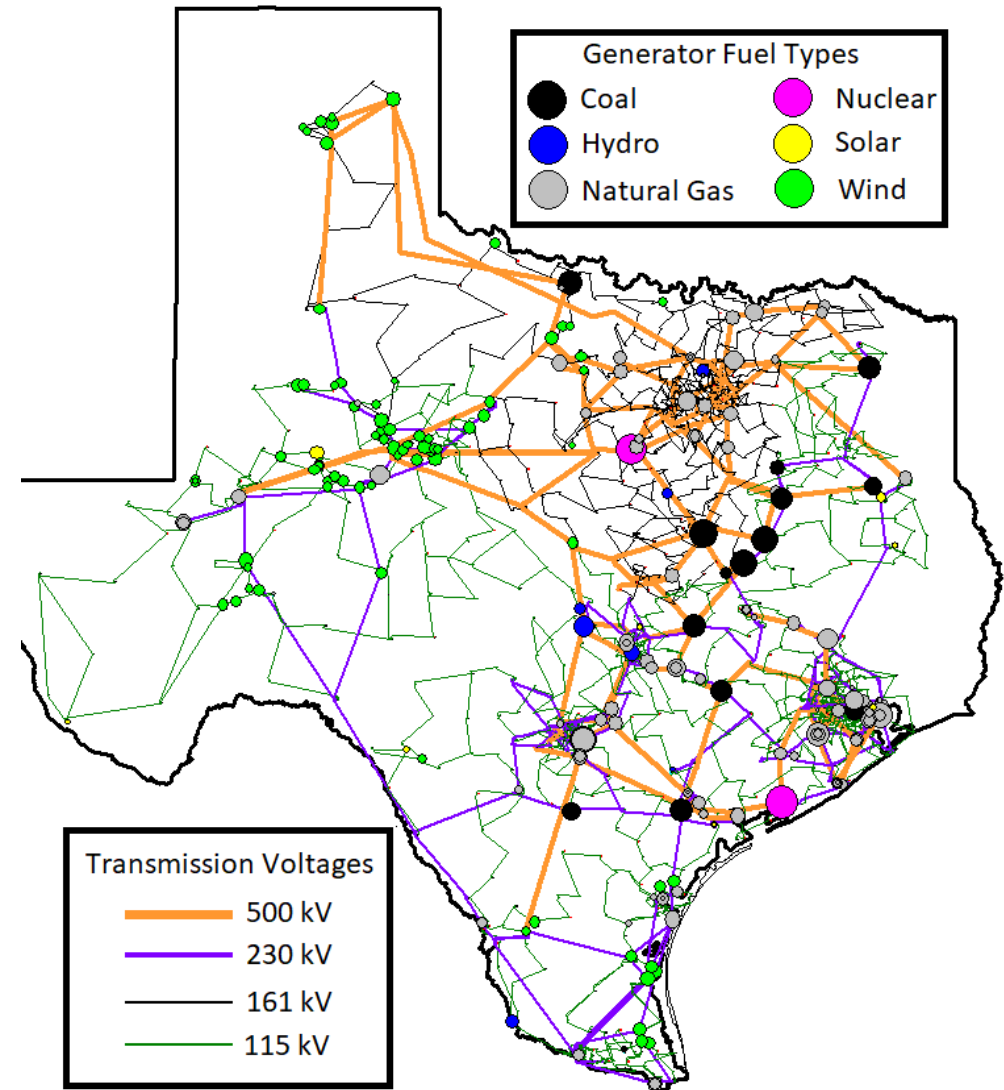 Generator Fuel Types
Coal
Nuclear
Hydro
Solar
Natural Gas
Wind
Transmission Voltages
500 kV
230 kV
161 kV
115 kV